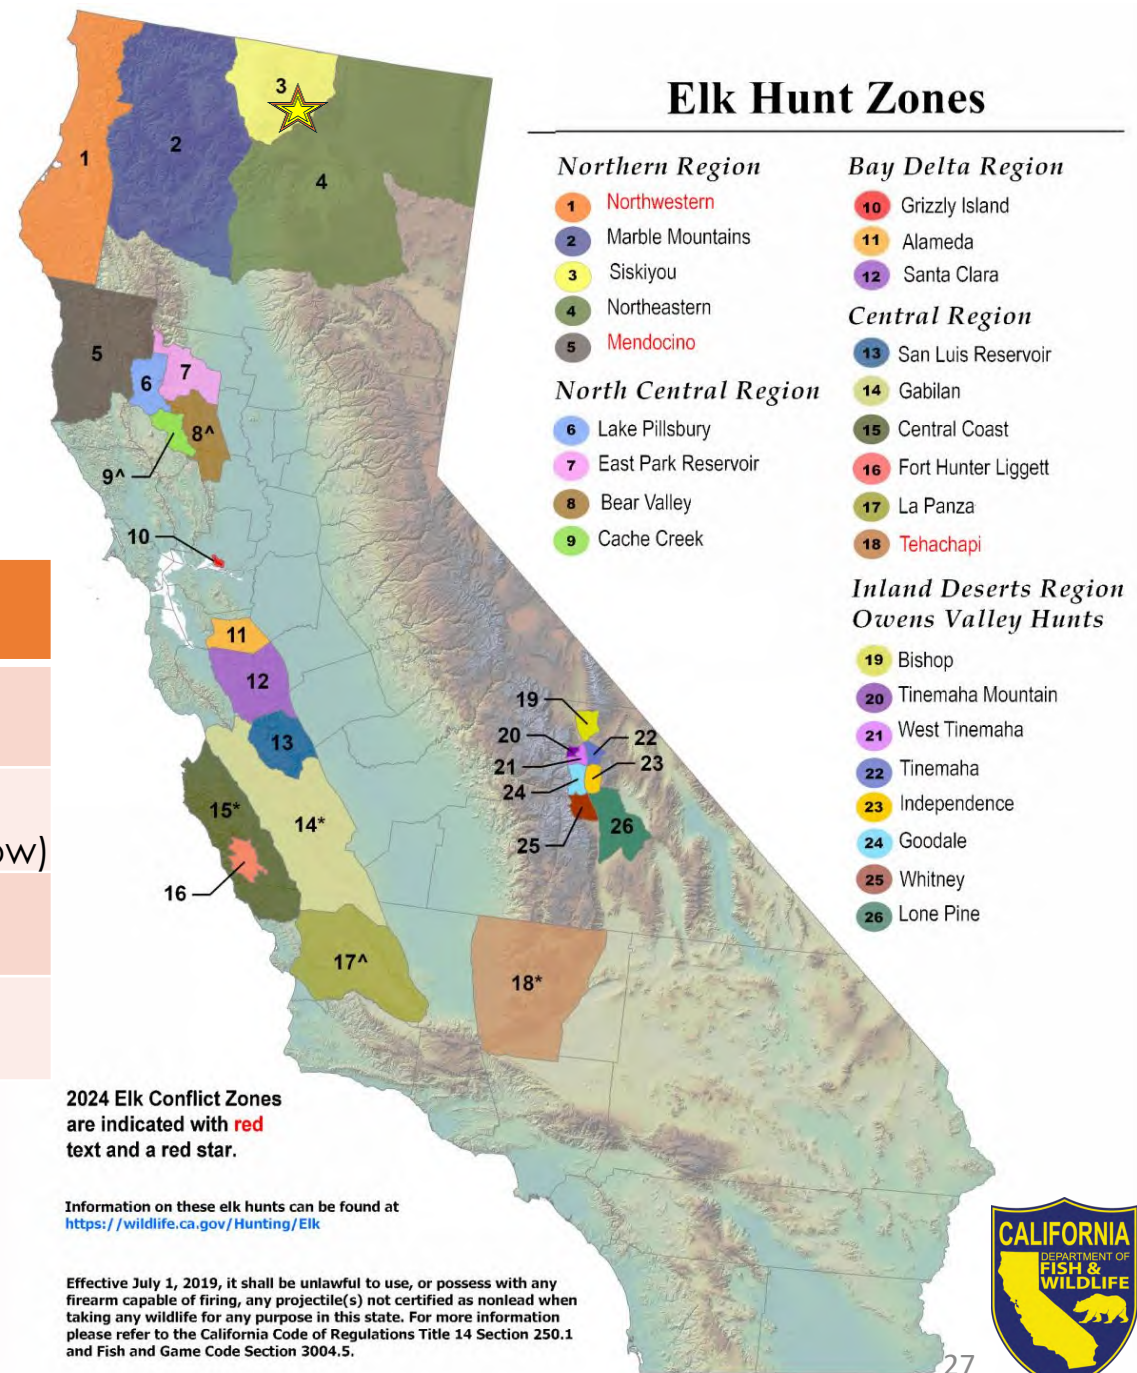 Elk Hunt Zones
Northern Region
1 Northwestern
2 Marble Mountains
3 Siskiyou
4 Northeastern
5 Mendocino
North Central Region
6 Lake Pillsbury
7 East Park Reservoir
8 Bear Valley
9 Cache Creek
Bay Delta Region
10 Grizzly Island
11 Alameda
12 Santa Clara
Central Region
13 San Luis Reservoir
14 Gabilan
15 Central Coast
16 Fort Hunter Liggett
17 La Panza
18 Tehachapi
Inland Deserts Region
Owens Valley Hunts
19 Bishop
20 Tinemaha Mountain
21 West Tinemaha
22 Tinemaha
23 Independence
24 Goodale
25 Whitney
26 Lone Pine
1
2
3
4
5
6
7
8^
9^
10
11
12
13
14*
15*
16
17^
18*
19
20
21
22
23
24
25
26
ow)
2024 Elk Conflict Zones
are indicated with red
text and a red star.
Information on these elk hunts can be found at
https://wildlife.ca.gov/Hunting/Elk
Effective July 1, 2019, it shall be unlawful to use, or possess with any
firearm capable of firing, any projectile(s) not certified as nonlead when
taking any wildlife for any purpose in this state. For more information
please refer to the California Code of Regulations Title 14 Section 250.1
and Fish and Game Code Section 3004.5.
CALIFORNIA
DEPARTMENT OF
FISH &
WILDLIFE
27